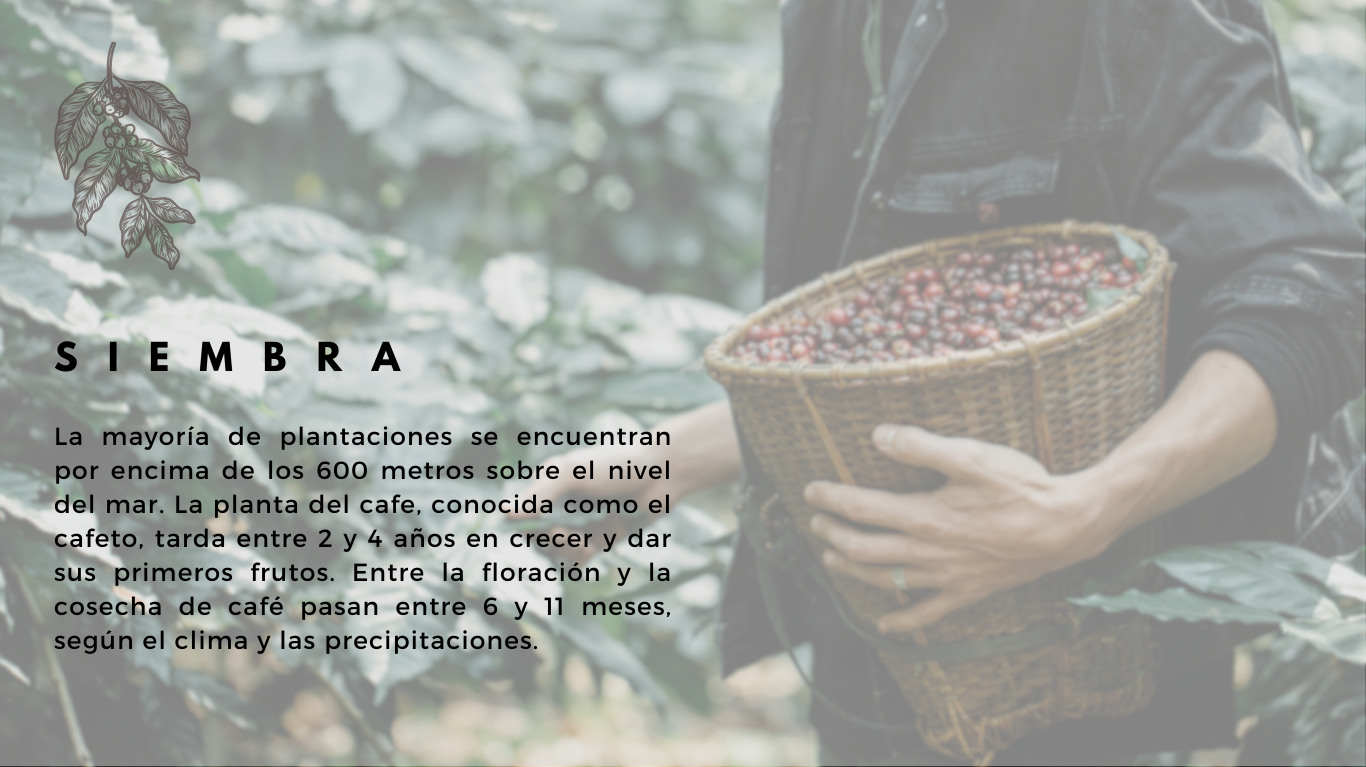 SIEMBRA
La mayoría de plantaciones se encuentran
por encima de los 600 metros sobre el nivel
del mar. La planta del cafe, conocida como el
cafeto, tarda entre 2 y 4 años en crecer y dar
sus primeros frutos. Entre la floración y la
cosecha de café pasan entre 6 y 11 meses,
según el clima y las precipitaciones.